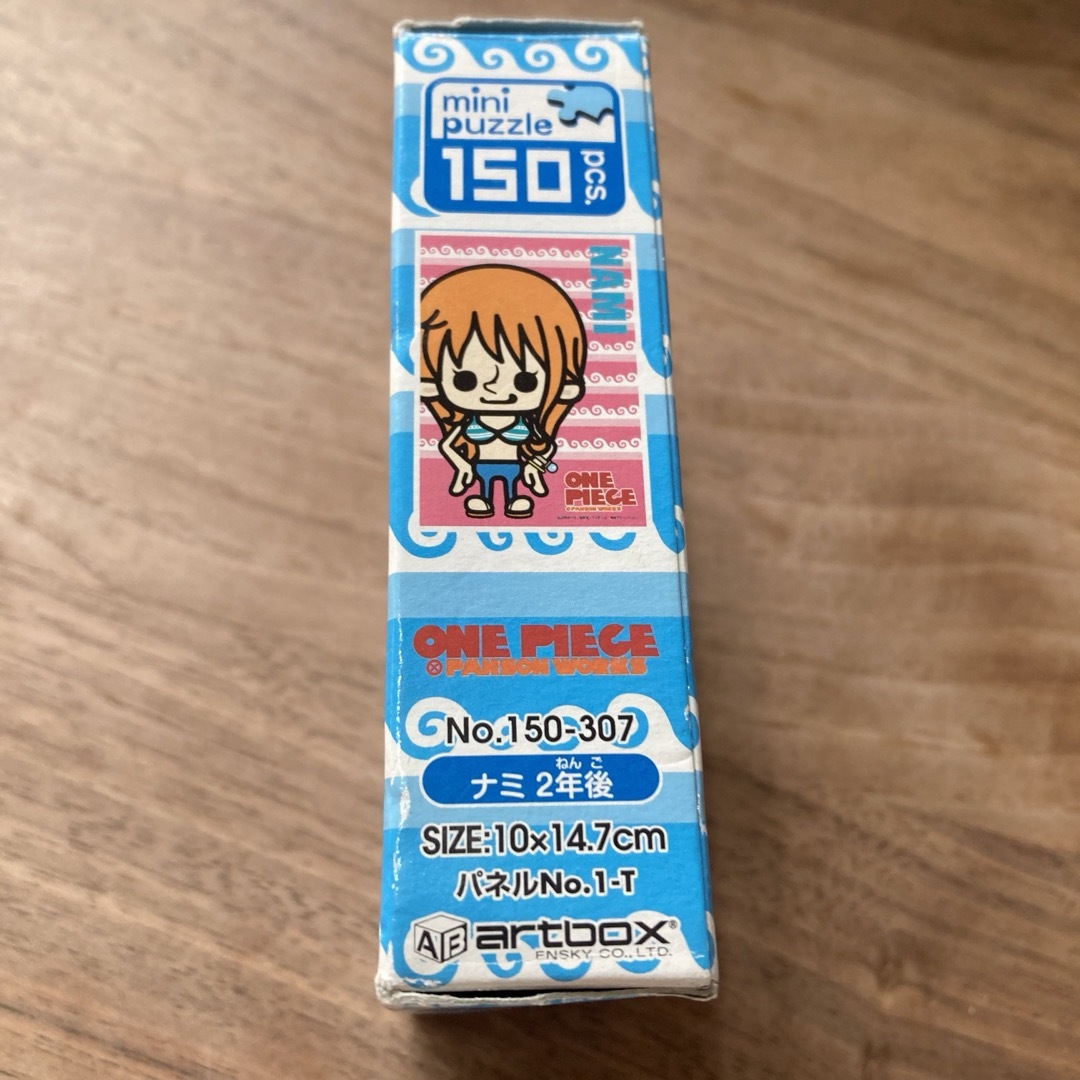 mini
puzzle
150 pcs.
NAMI
ONE
PIECE
×PANSON WORKS
ONE PIECE
×PANSON WORKS
No.150-307
ねん ご
ナミ 2年後
SIZE:10×14.7cm
パネルNo.1-T
AB artbox®
ENSKY CO., LTD.